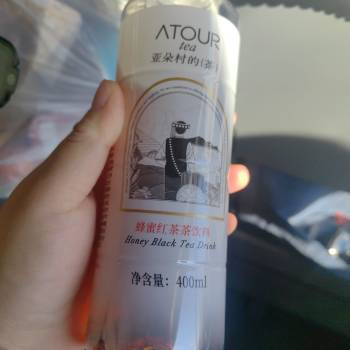 ATOUR
tea
亚朵村的(茶)
蜂蜜红茶茶饮料
Honey Black Tea Drink
净含量: 400ml